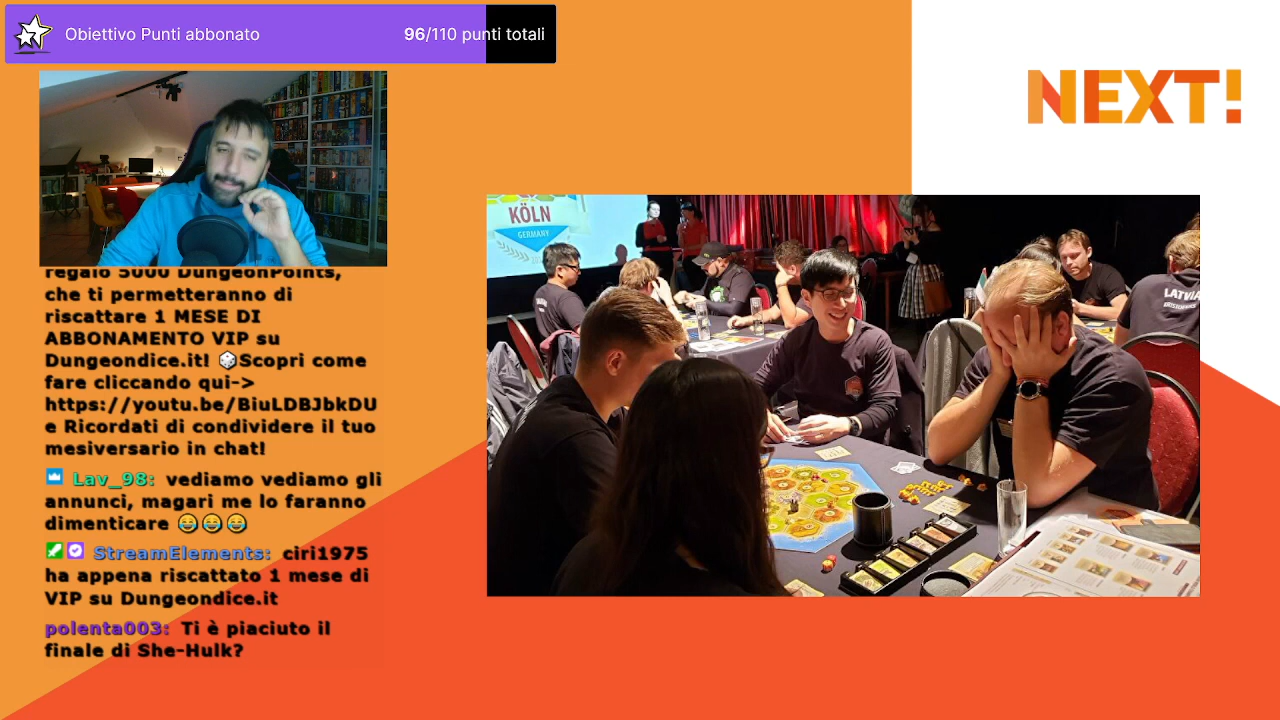 Obiettivo Punti abbonato
96/110 punti totali
NEXT!
regalo 5000 DungeonPoints,
che ti permetteranno di
riscattare 1 MESE DI
ABBONAMENTO VIP su
Dungeondice.it! 🎲Scopri come
fare cliccando qui->
https://youtu.be/BiuLDBJbkDU
e Ricordati di condividere il tuo
mesiversario in chat!
Lav_98: vediamo vediamo gli
annunci, magari me lo faranno
dimenticare 😂😂😂
StreamElements: ciri1975
ha appena riscattato 1 mese di
VIP su Dungeondice.it
polenta003: Ti è piaciuto il
finale di She-Hulk?
KÖLN
GERMANY
LATVIA